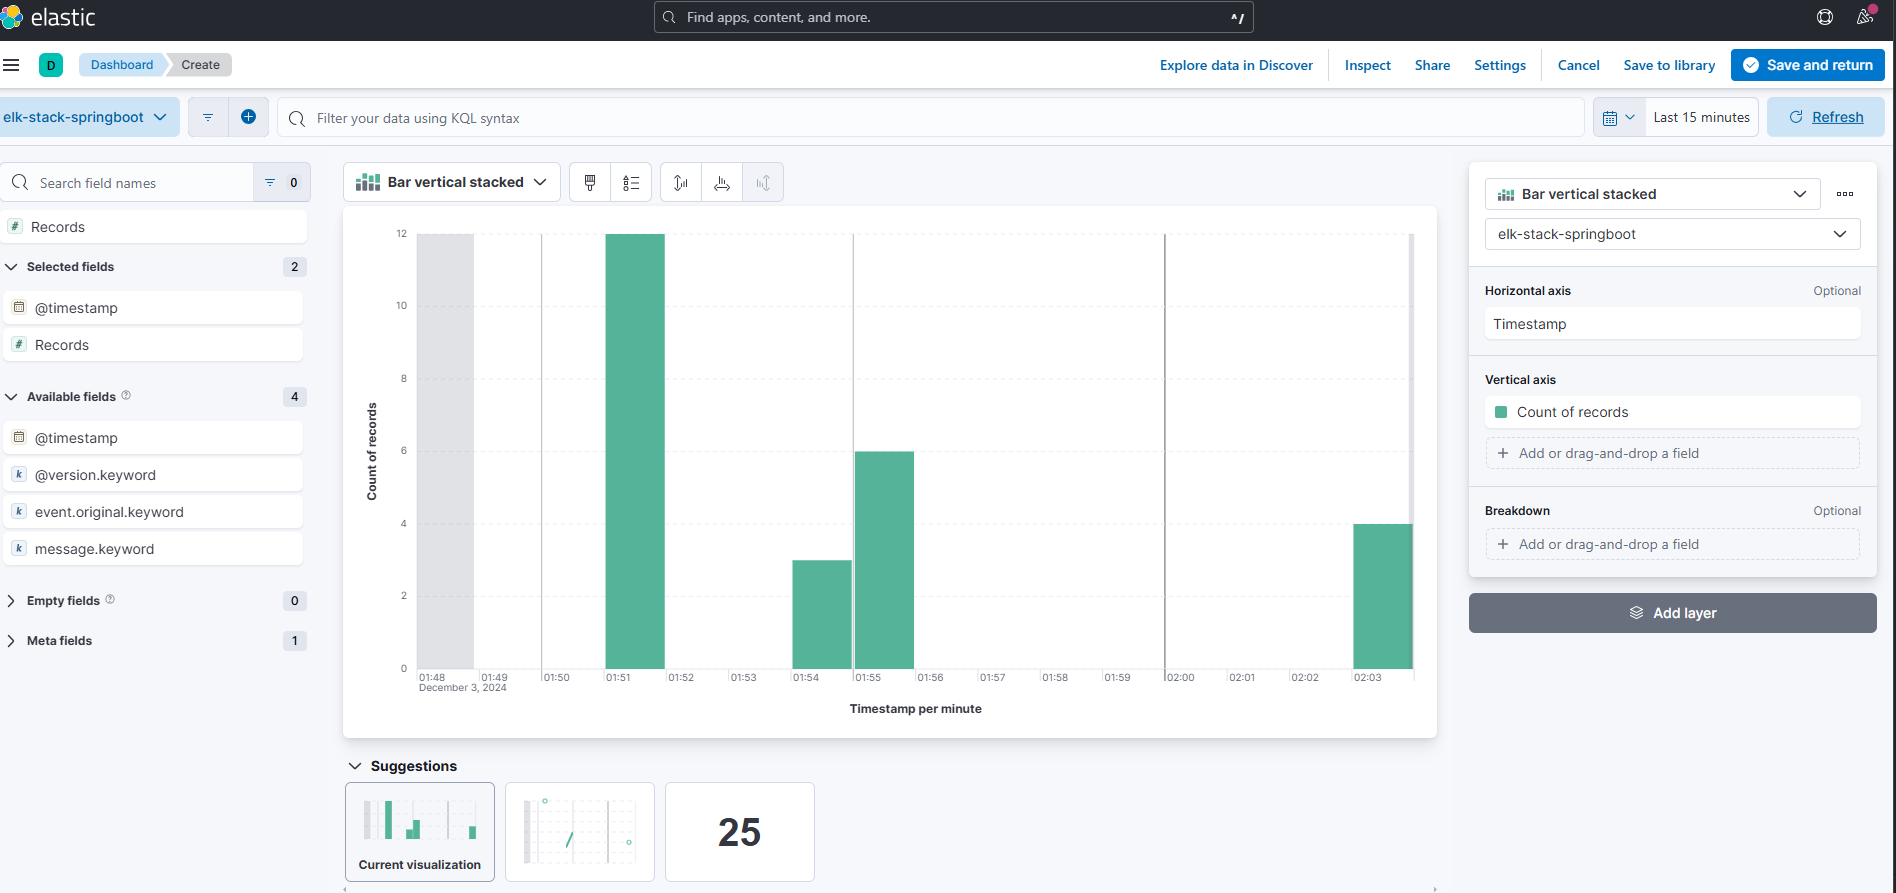 elastic
Find apps, content, and more.
^/
D
Dashboard
Create
Explore data in Discover
Inspect
Share
Settings
Cancel
Save to library
Save and return
elk-stack-springboot
Filter your data using KQL syntax
Last 15 minutes
Refresh
Search field names
0
# Records
Selected fields
2
@timestamp
# Records
Available fields
4
@timestamp
k @version.keyword
k event.original.keyword
k message.keyword
Empty fields
0
Meta fields
1
Bar vertical stacked
Count of records
12
10
8
6
4
2
0
01:48 01:49 01:50 01:51 01:52 01:53 01:54 01:55 01:56 01:57 01:58 01:59 02:00 02:01 02:02 02:03
December 3, 2024
Timestamp per minute
Suggestions
Current visualization
25
Bar vertical stacked
elk-stack-springboot
Horizontal axis Optional
Timestamp
Vertical axis
Count of records
+ Add or drag-and-drop a field
Breakdown Optional
+ Add or drag-and-drop a field
Add layer